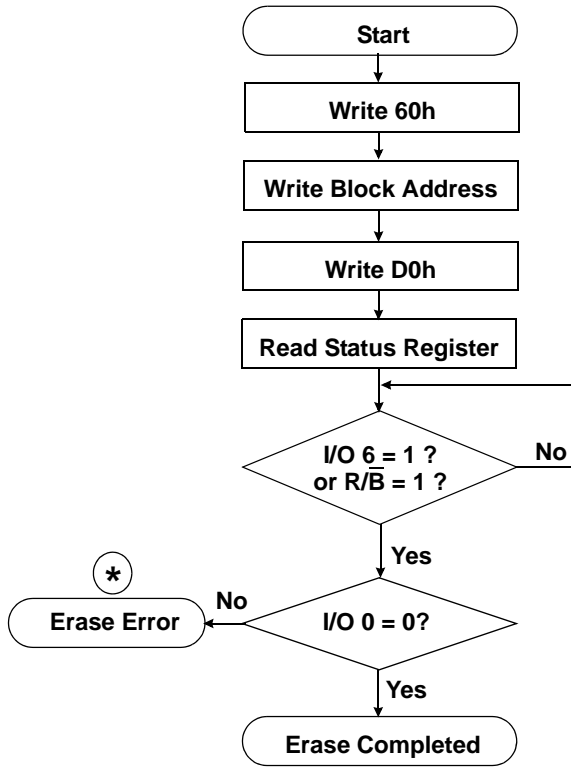 Start
Write 60h
Write Block Address
Write D0h
Read Status Register
I/O 6 = 1 ?
or R/B̅ = 1 ?
No
Yes
*
Erase Error
No
I/O 0 = 0?
Yes
Erase Completed